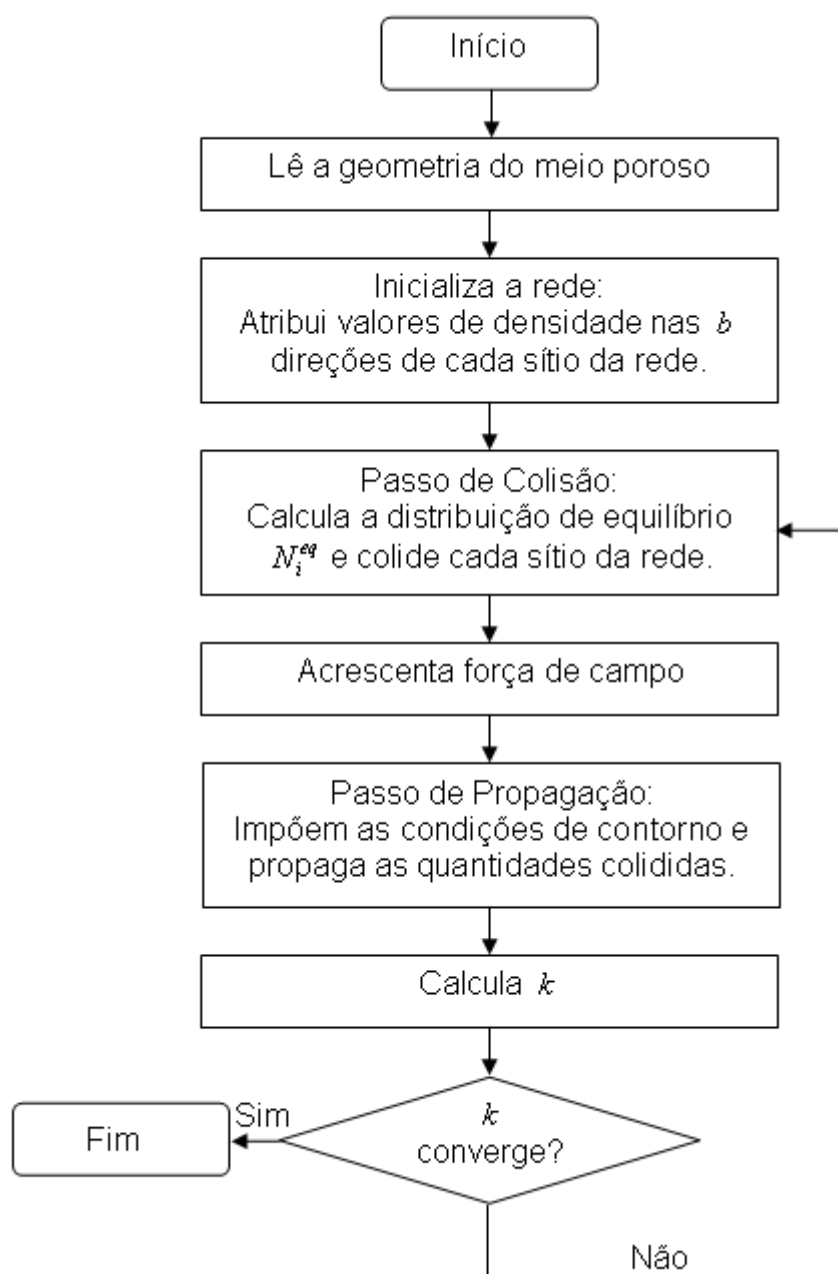 Início
Lê a geometria do meio poroso
Inicializa a rede:
Atribui valores de densidade nas b
direções de cada sítio da rede.
Passo de Colisão:
Calcula a distribuição de equilíbrio
N_i^{eq} e colide cada sítio da rede.
Acrescenta força de campo
Passo de Propagação:
Impõem as condições de contorno e
propaga as quantidades colididas.
Calcula k
k
converge?
Sim
Fim
Não